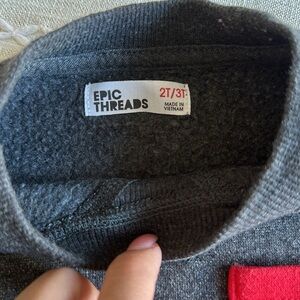 EPIC
THREADS
2T/3T
MADE IN
VIETNAM